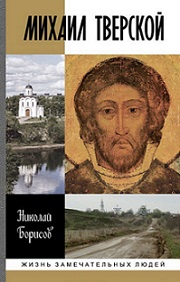 МИХАИЛ ТВЕРСКОЙ
Николай
Борисов
ЖИЗНЬ ЗАМЕЧАТЕЛЬНЫХ ЛЮДЕЙ